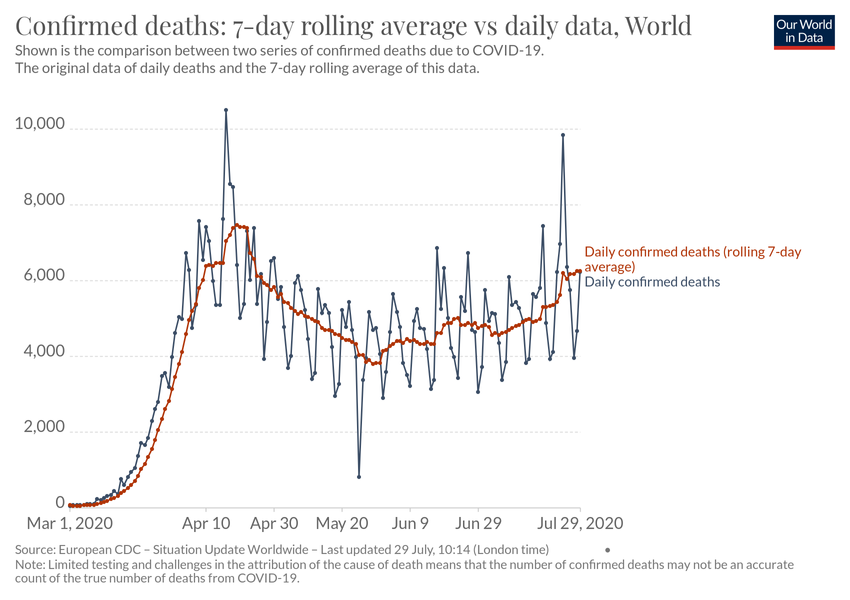 Confirmed deaths: 7-day rolling average vs daily data, World
Our World
in Data
Shown is the comparison between two series of confirmed deaths due to COVID-19.
The original data of daily deaths and the 7-day rolling average of this data.
10,000
8,000
6,000
4,000
2,000
0
Daily confirmed deaths (rolling 7-day
average)
Daily confirmed deaths
Mar 1, 2020
Apr 10
Apr 30
May 20
Jun 9
Jun 29
Jul 29, 2020
Source: European CDC – Situation Update Worldwide – Last updated 29 July, 10:14 (London time)
Note: Limited testing and challenges in the attribution of the cause of death means that the number of confirmed deaths may not be an accurate
count of the true number of deaths from COVID-19.